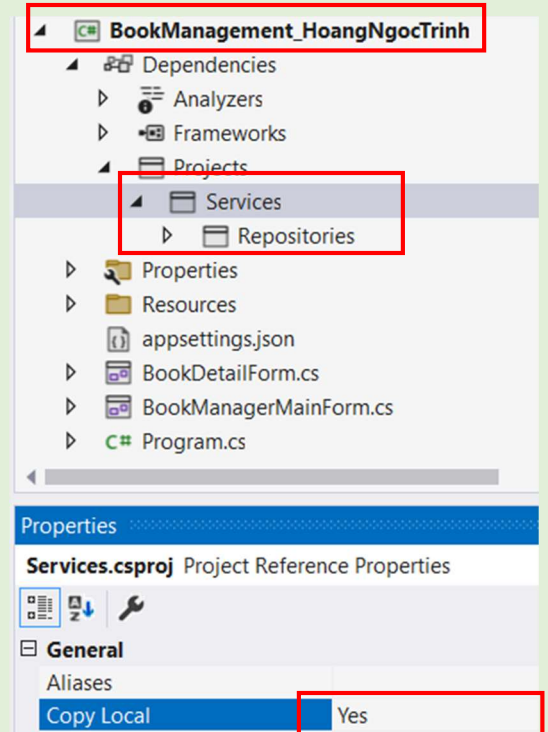 C# BookManagement_HoangNgocTrinh
Dependencies
Analyzers
Frameworks
Projects
Services
Repositories
Properties
Resources
appsettings.json
BookDetailForm.cs
BookManagerMainForm.cs
C# Program.cs
Properties
Services.csproj Project Reference Properties
General
Aliases
Copy Local Yes